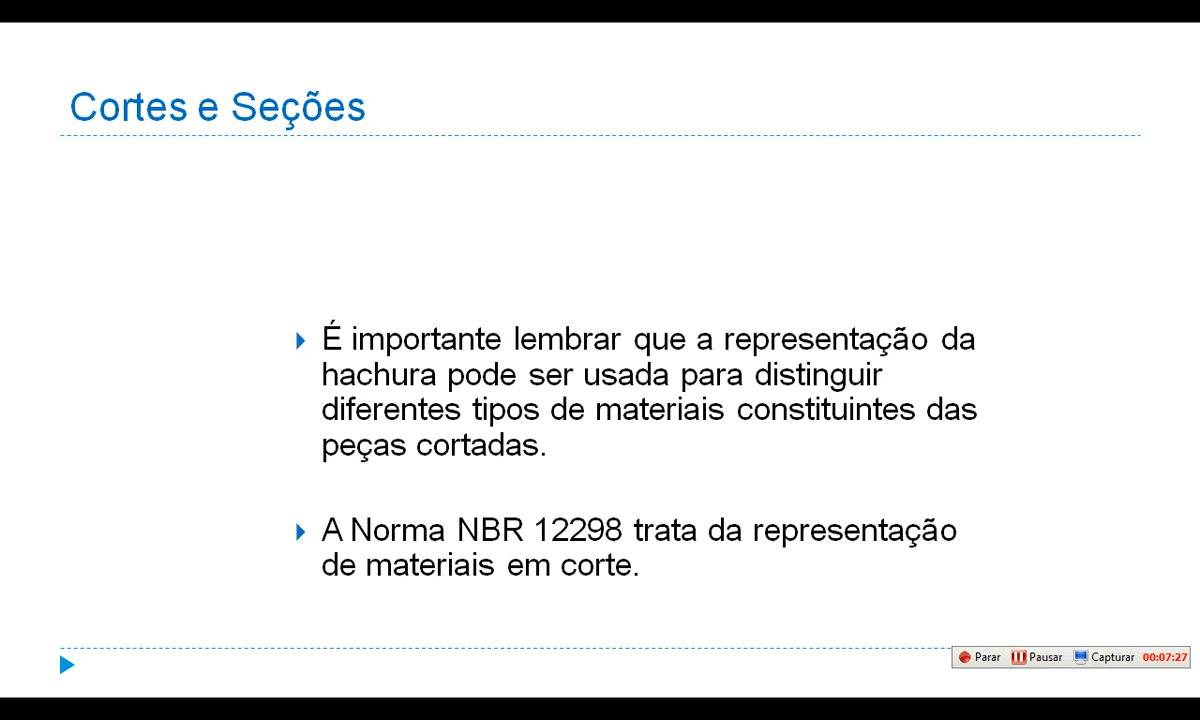 Cortes e Seções
É importante lembrar que a representação da
hachura pode ser usada para distinguir
diferentes tipos de materiais constituintes das
peças cortadas.
A Norma NBR 12298 trata da representação
de materiais em corte.
Parar Pausar Capturar 00:07:27